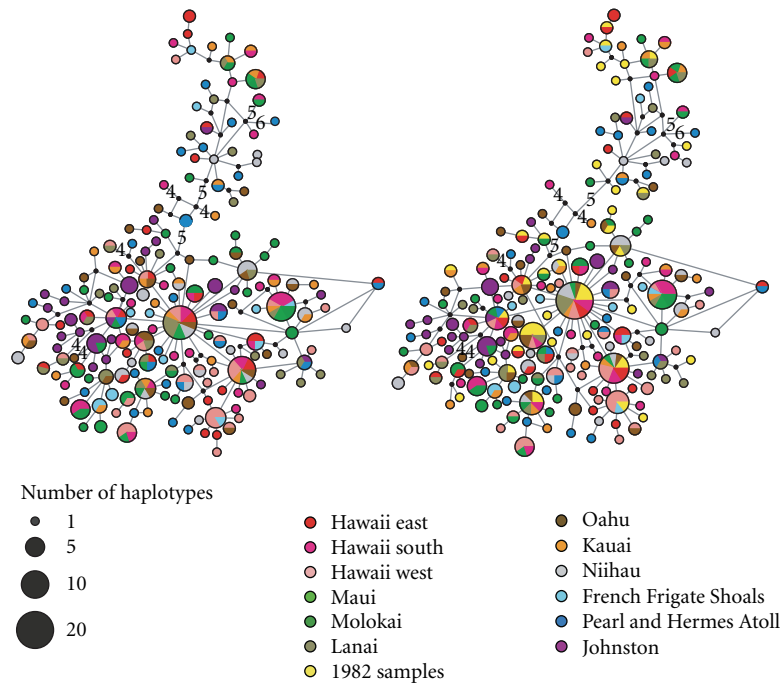 5
6
4
5
4
5
4
4
4
5
6
4
5
4
5
4
4
4
Number of haplotypes
1
5
10
20
Hawaii east
Hawaii south
Hawaii west
Maui
Molokai
Lanai
1982 samples
Oahu
Kauai
Niihau
French Frigate Shoals
Pearl and Hermes Atoll
Johnston